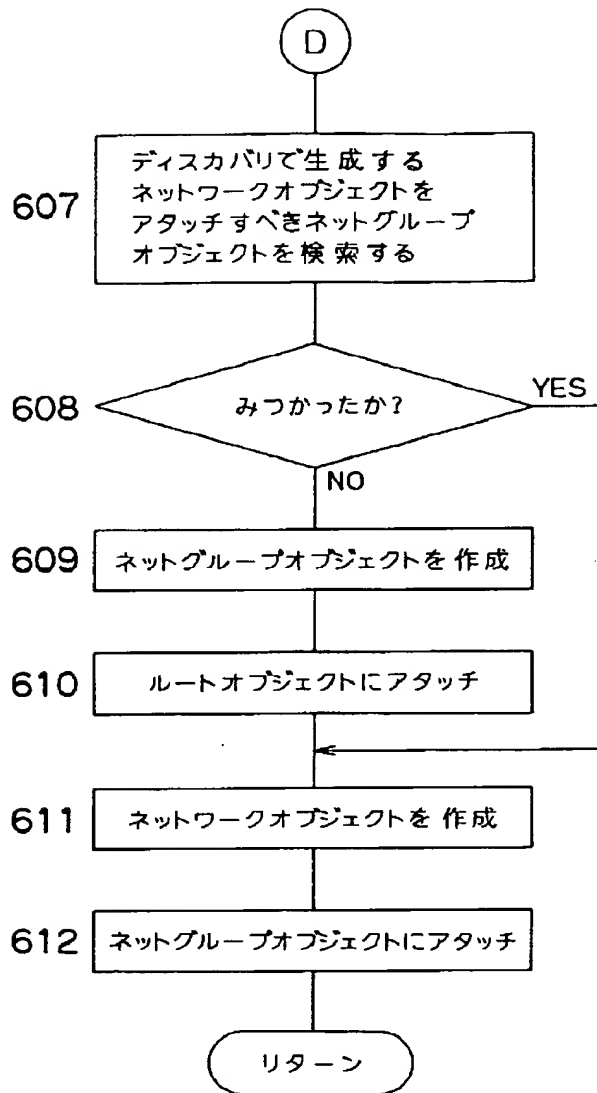 D
607
ディスカバリで生成する
ネットワークオブジェクトを
アタッチすべきネットグループ
オブジェクトを検索する
608
みつかったか?
YES
NO
609
ネットグループオブジェクトを作成
610
ルートオブジェクトにアタッチ
611
ネットワークオブジェクトを作成
612
ネットグループオブジェクトにアタッチ
リターン